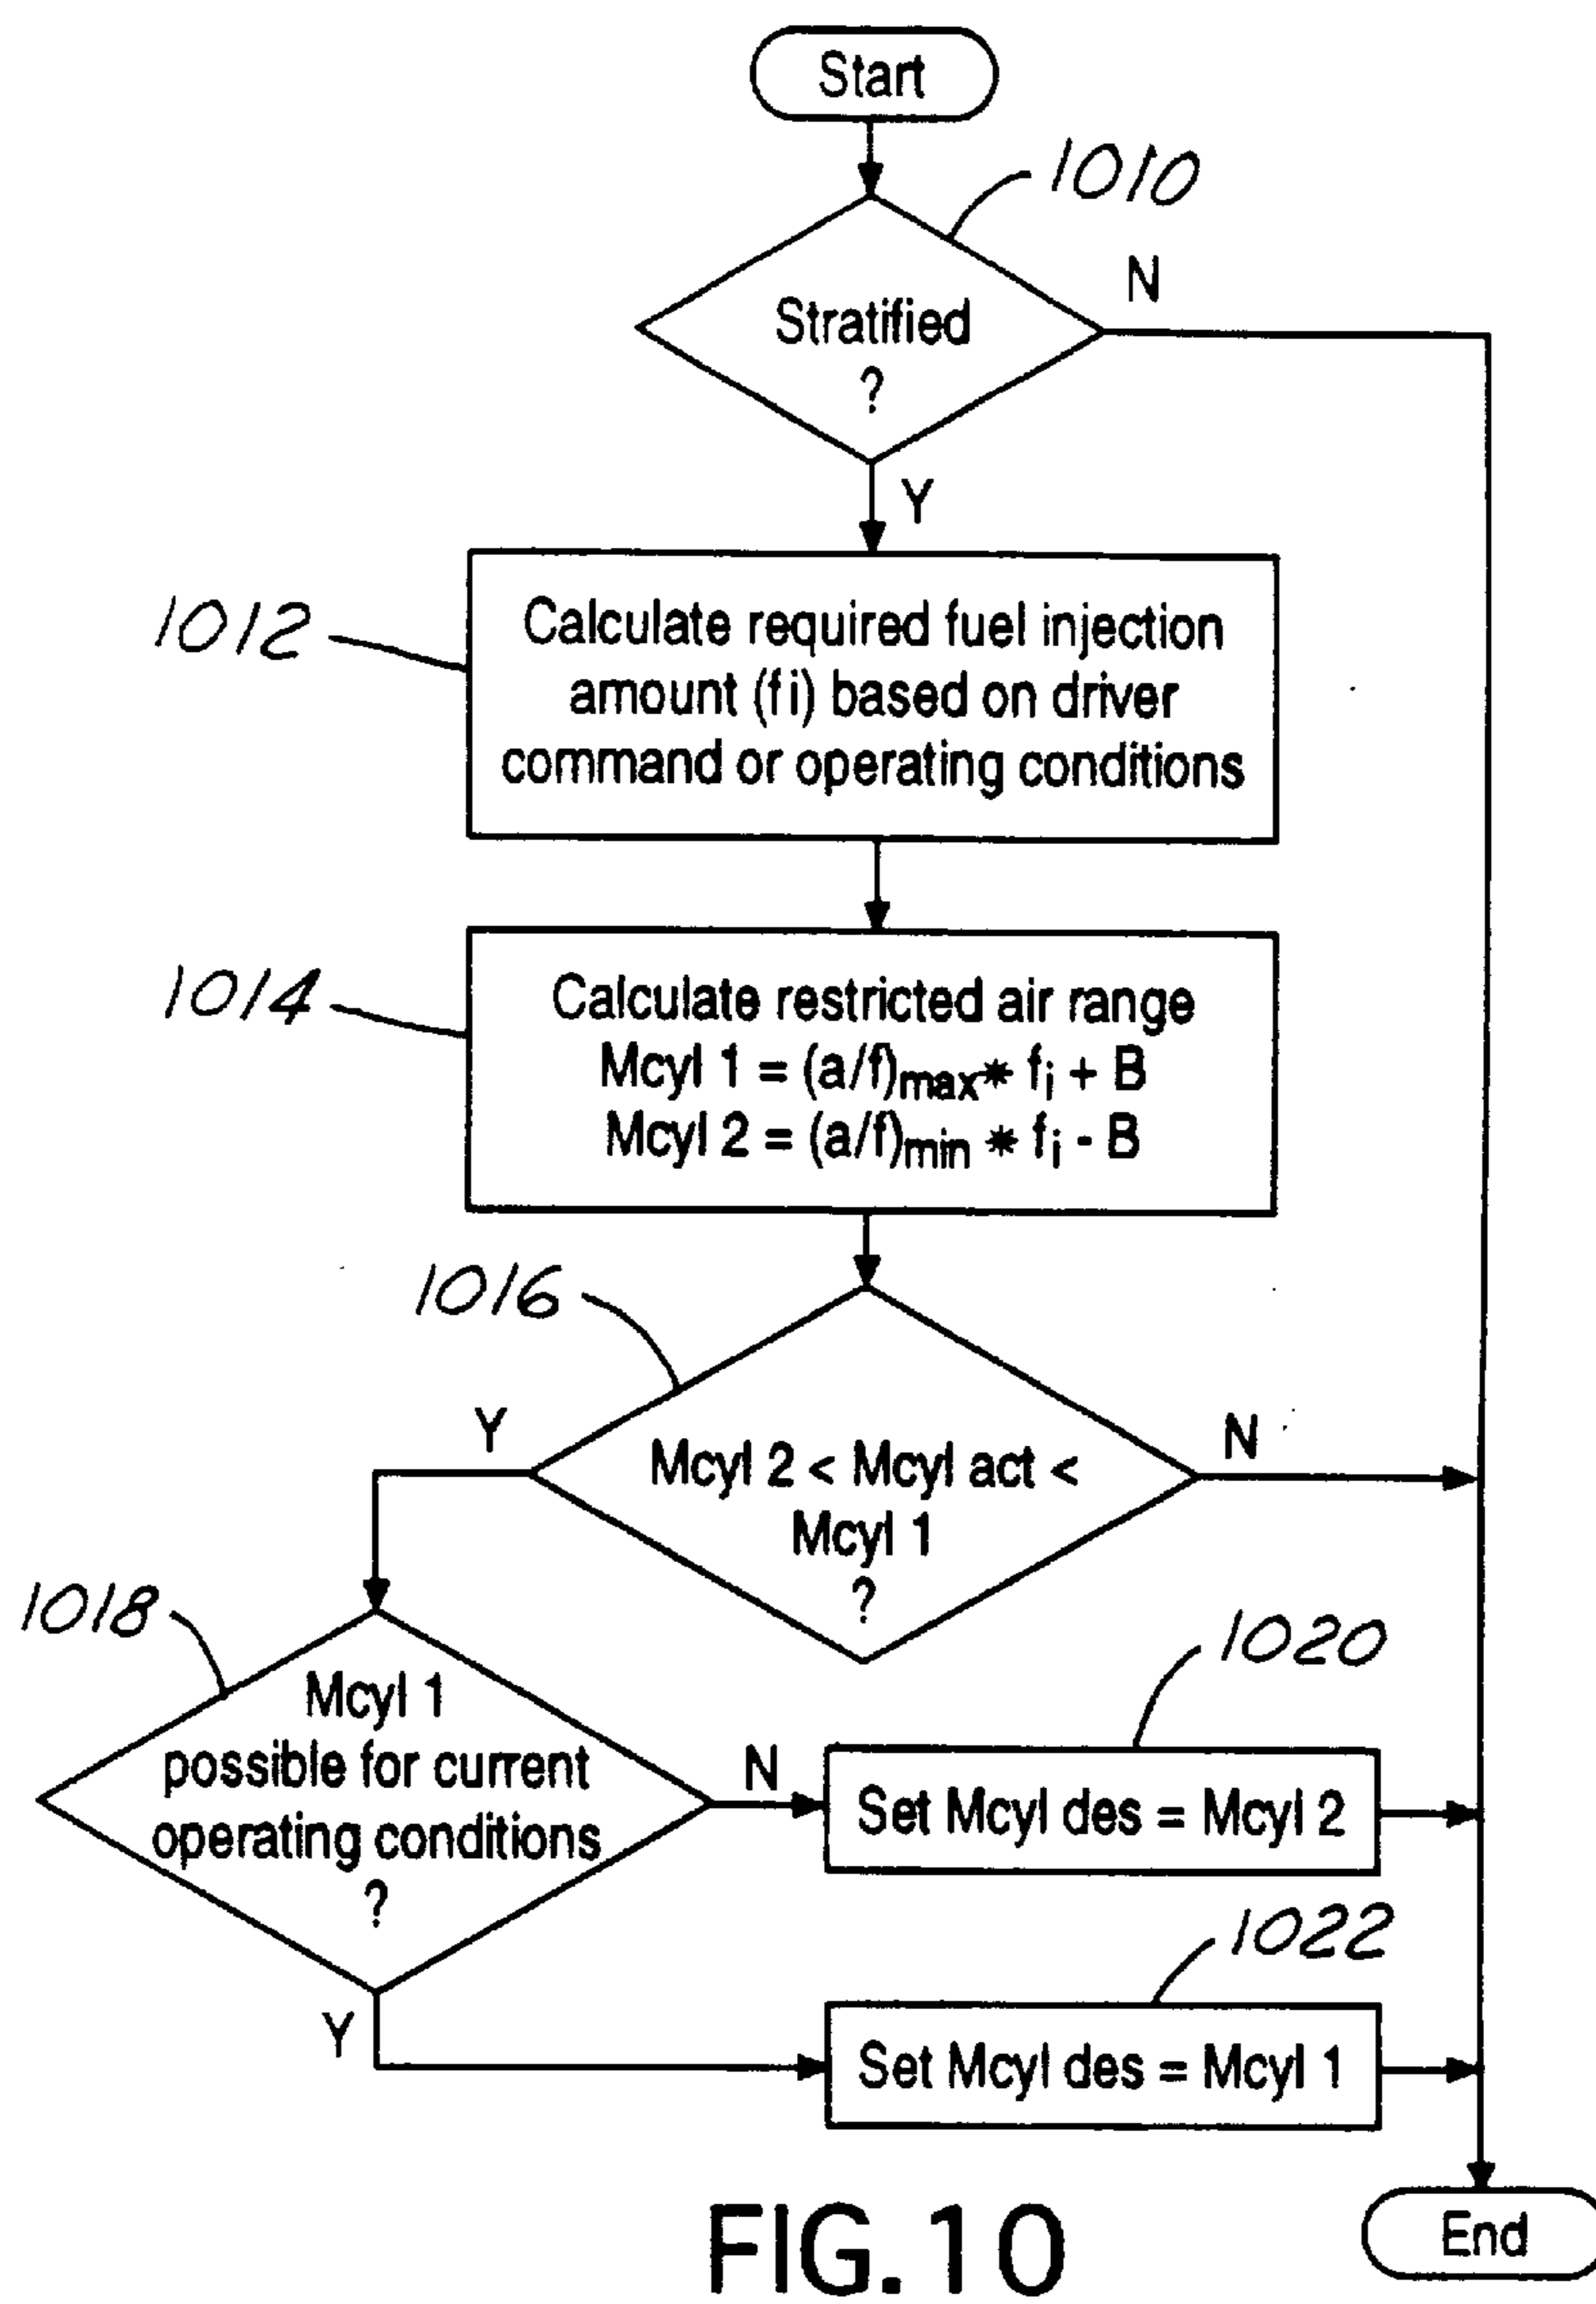 Start
1010
N
Stratified
?
Y
1012
Calculate required fuel injection
amount (fi) based on driver
command or operating conditions
1014
Calculate restricted air range
Mcyl 1 = (a/f)max* fi + B
Mcyl 2 = (a/f)min * fi - B
1016
Y
N
Mcyl 2 < Mcyl act <
Mcyl 1
?
1018
Mcyl 1
possible for current
operating conditions
?
N
1020
Set Mcyl des = Mcyl 2
1022
Y
Set Mcyl des = Mcyl 1
End
FIG.10